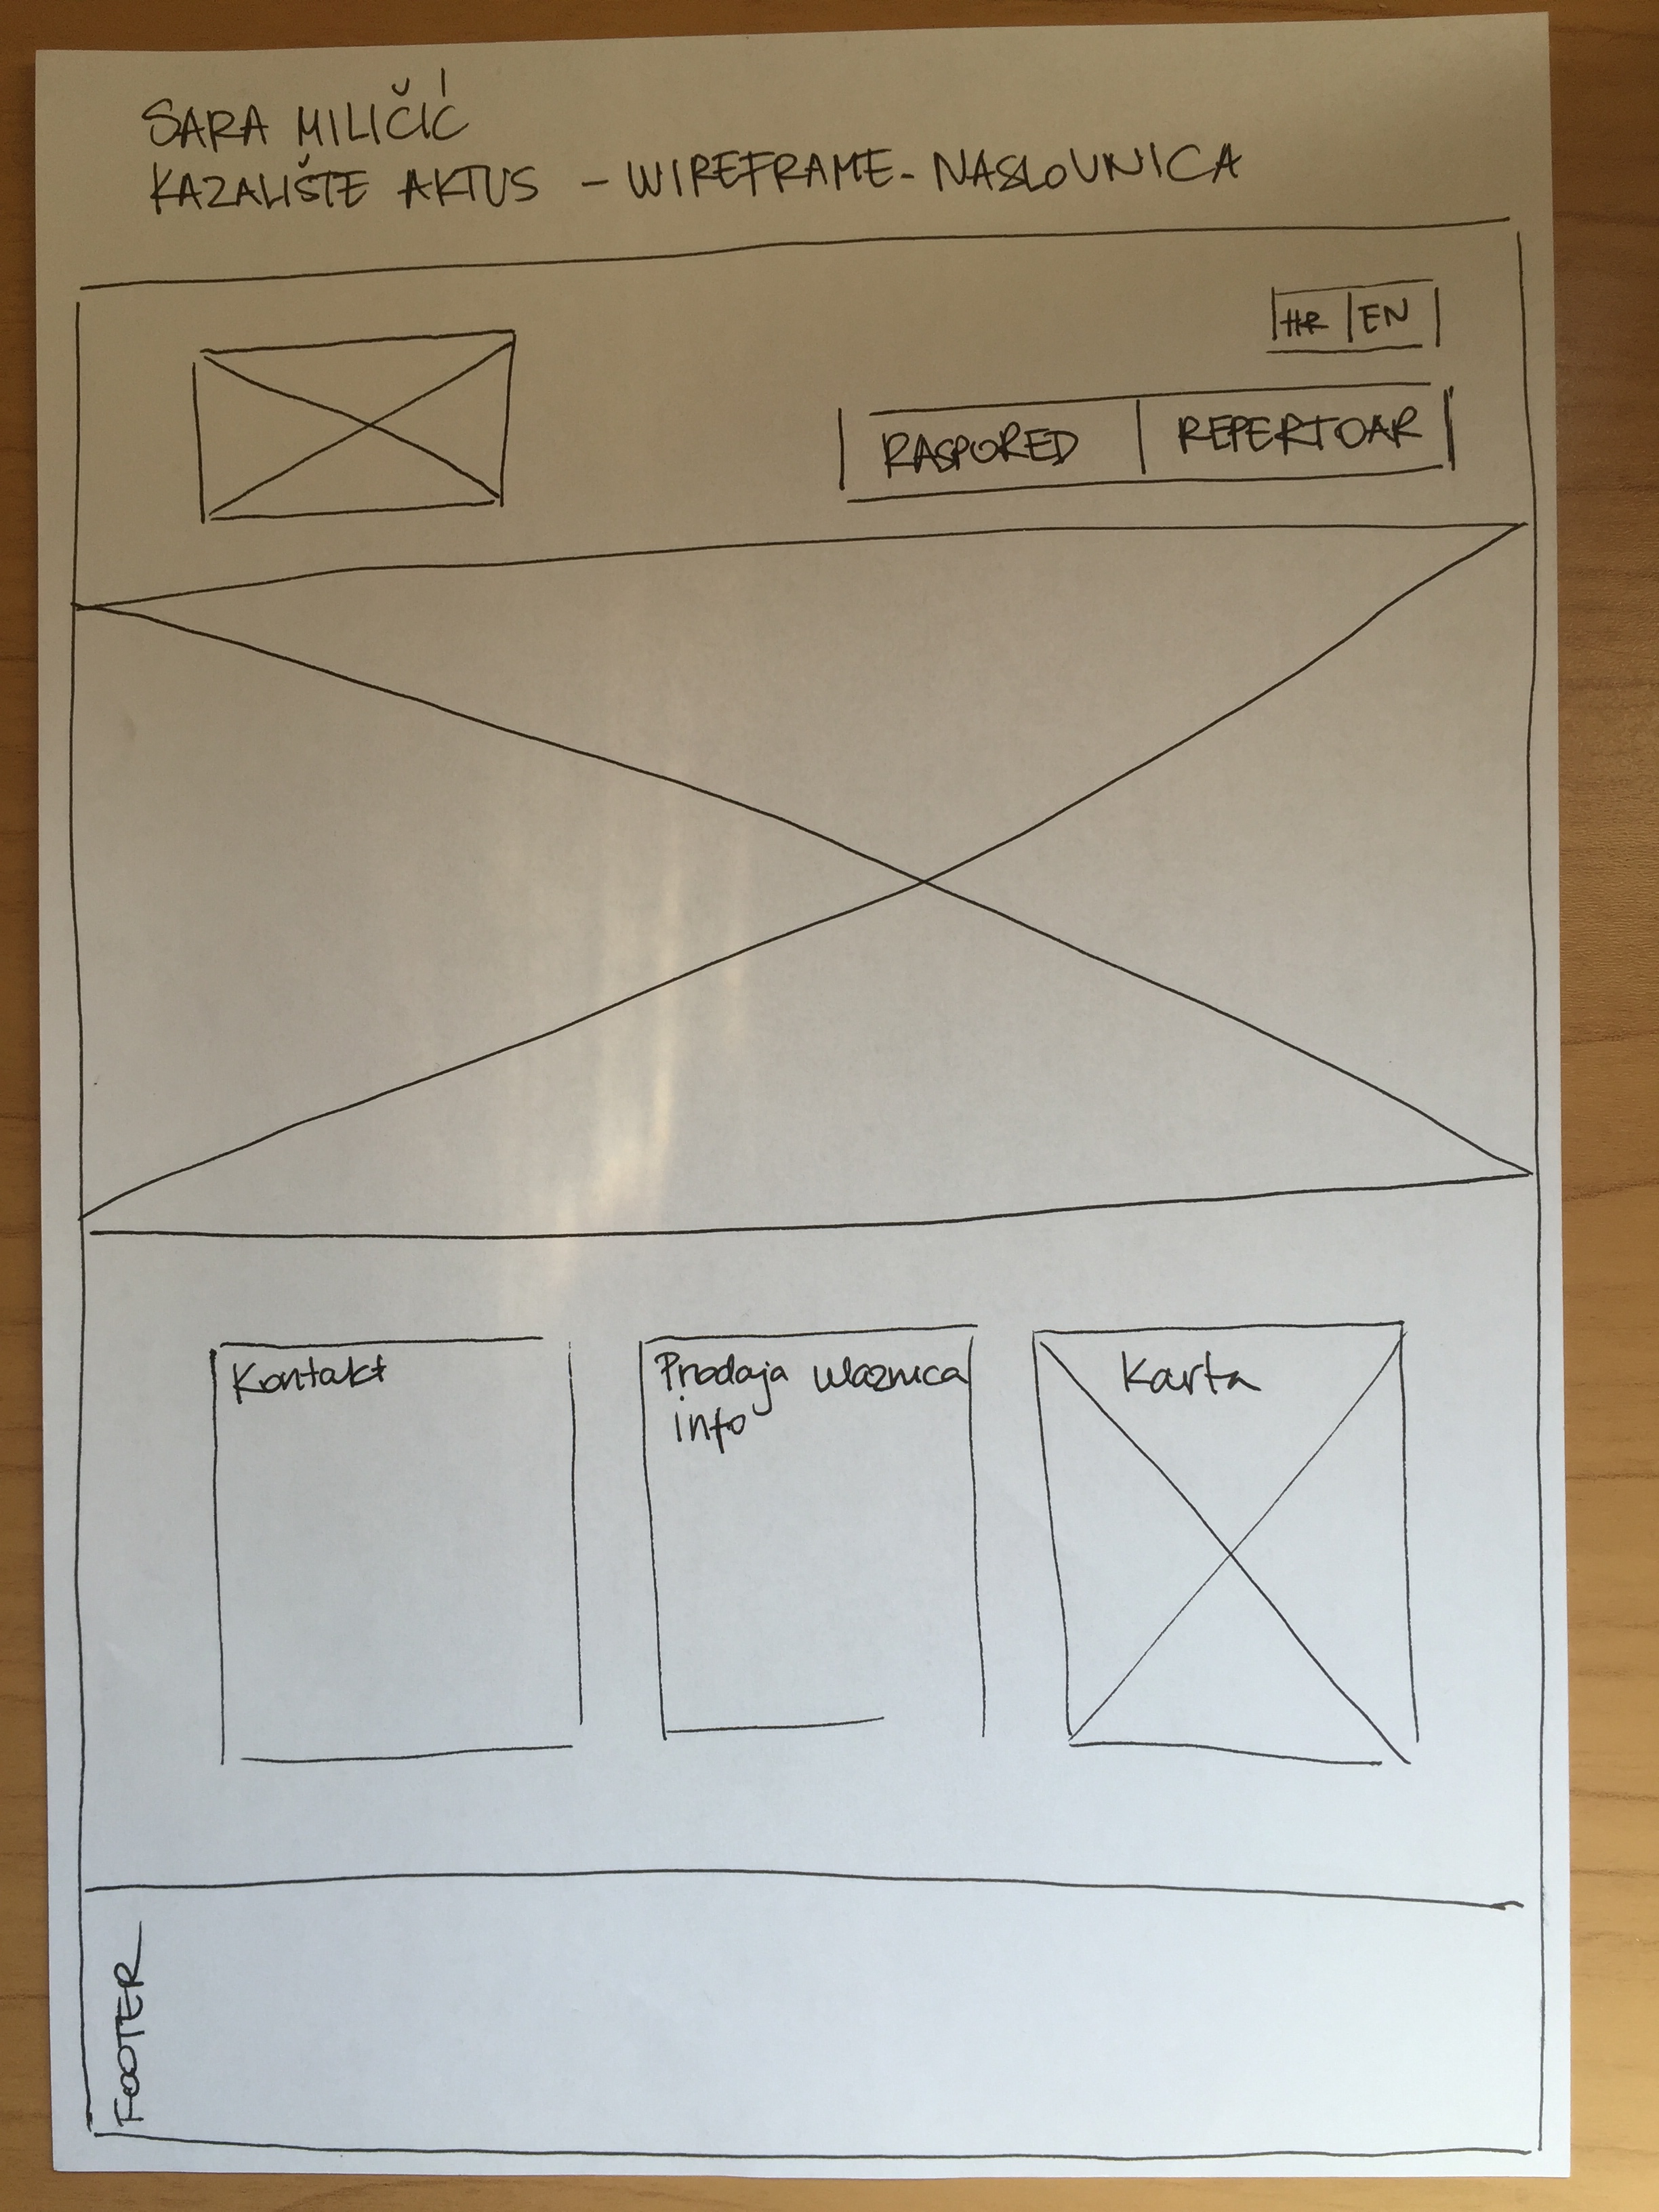 SARA MILIČIĆ
KAZALIŠTE AKTUS - WIREFRAME - NASLOVNICA
HR | EN
RASPORED | REPERTOAR
Kontakt
Prodaja ulaznica
info
Karta
FOOTER